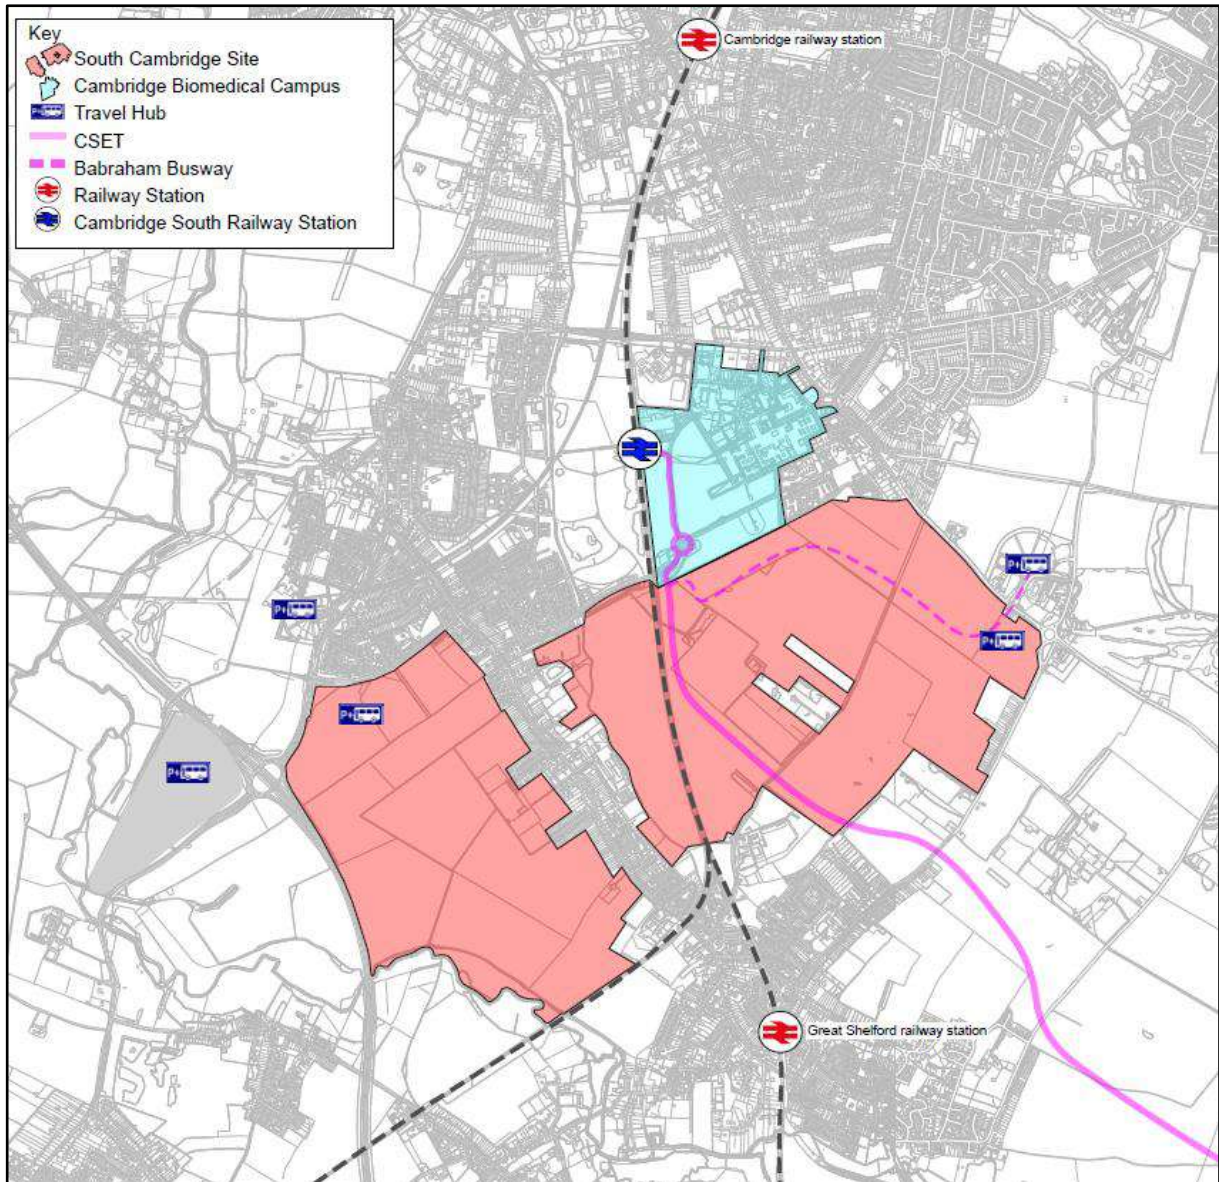 Key
South Cambridge Site
Cambridge Biomedical Campus
P+
Travel Hub
CSET
Babraham Busway
Railway Station
Cambridge South Railway Station
Cambridge railway station
P+
P+
P+
P+
P+
Great Shelford railway station